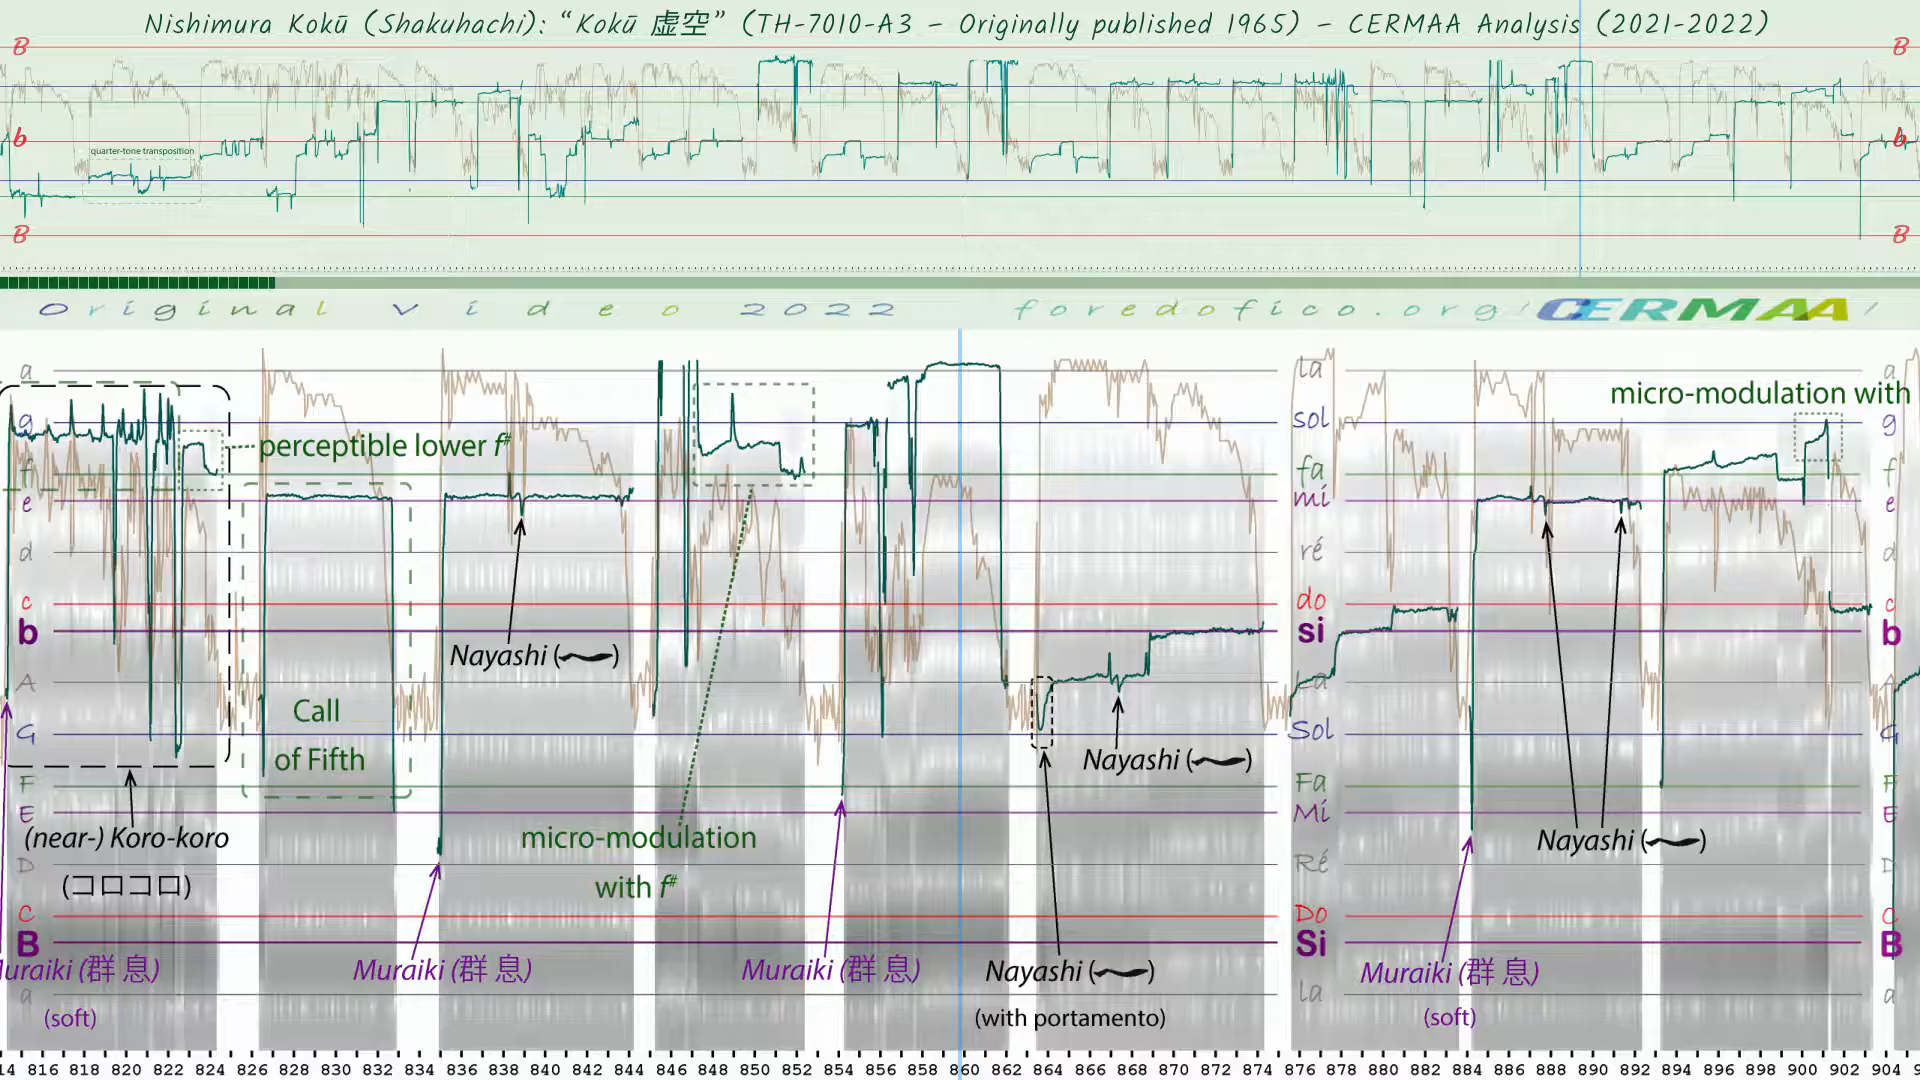 Nishimura Kokū (Shakuhachi): “Kokū 虚空” (TH-7010-A3 – Originally published 1965) – CERMAA Analysis (2021-2022)
B B
b b
quarter-tone transposition
B B
Original Video 2022 foredofico.org/CERMAA/
a la a
micro-modulation with
g sol g
perceptible lower f#
f fa f
e mi e
d ré d
c do c
b si b
Nayashi ( )
A La A
Call
of Fifth
G Sol G
Nayashi ( )
F Fa F
E Mi E
(near-) Koro-koro
micro-modulation
Nayashi ( )
D Ré D
(コロコロ)
with f#
C Do C
B Si B
Muraiki (群 息) Muraiki (群 息) Muraiki (群 息) Nayashi ( ) Muraiki (群 息)
a la a
(soft) (with portamento) (soft)
14 816 818 820 822 824 826 828 830 832 834 836 838 840 842 844 846 848 850 852 854 856 858 860 862 864 866 868 870 872 874 876 878 880 882 884 886 888 890 892 894 896 898 900 902 904 9